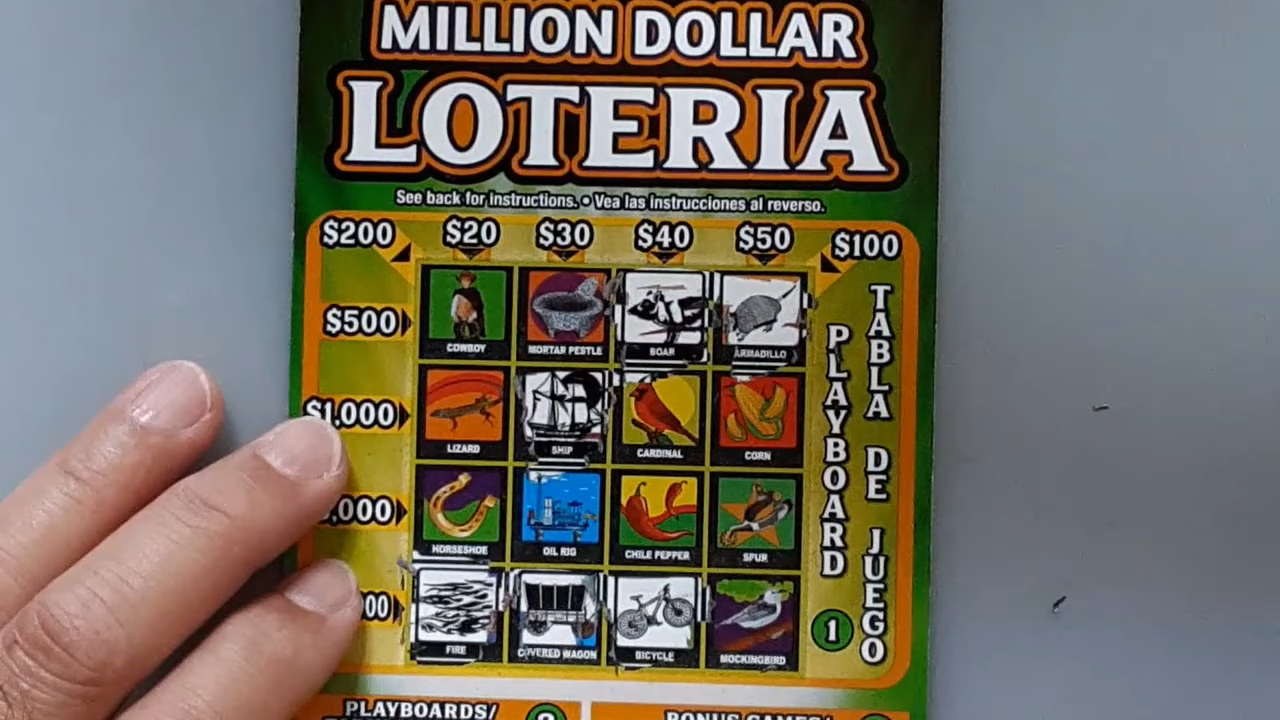 MILLION DOLLAR
LOTERIA
See back for instructions. • Vea las instrucciones al reverso.
$200 $20 $30 $40 $50 $100
$500
COWBOY MORTAR PESTLE BOAR ARMADILLO
$1,000
LIZARD SHIP CARDINAL CORN
,000
HORSESHOE OIL RIG CHILE PEPPER SPUR
00
FIRE COVERED WAGON BICYCLE MOCKINGBIRD
PLAYBOARD
TABLA DE JUEGO
1
PLAYBOARDS/